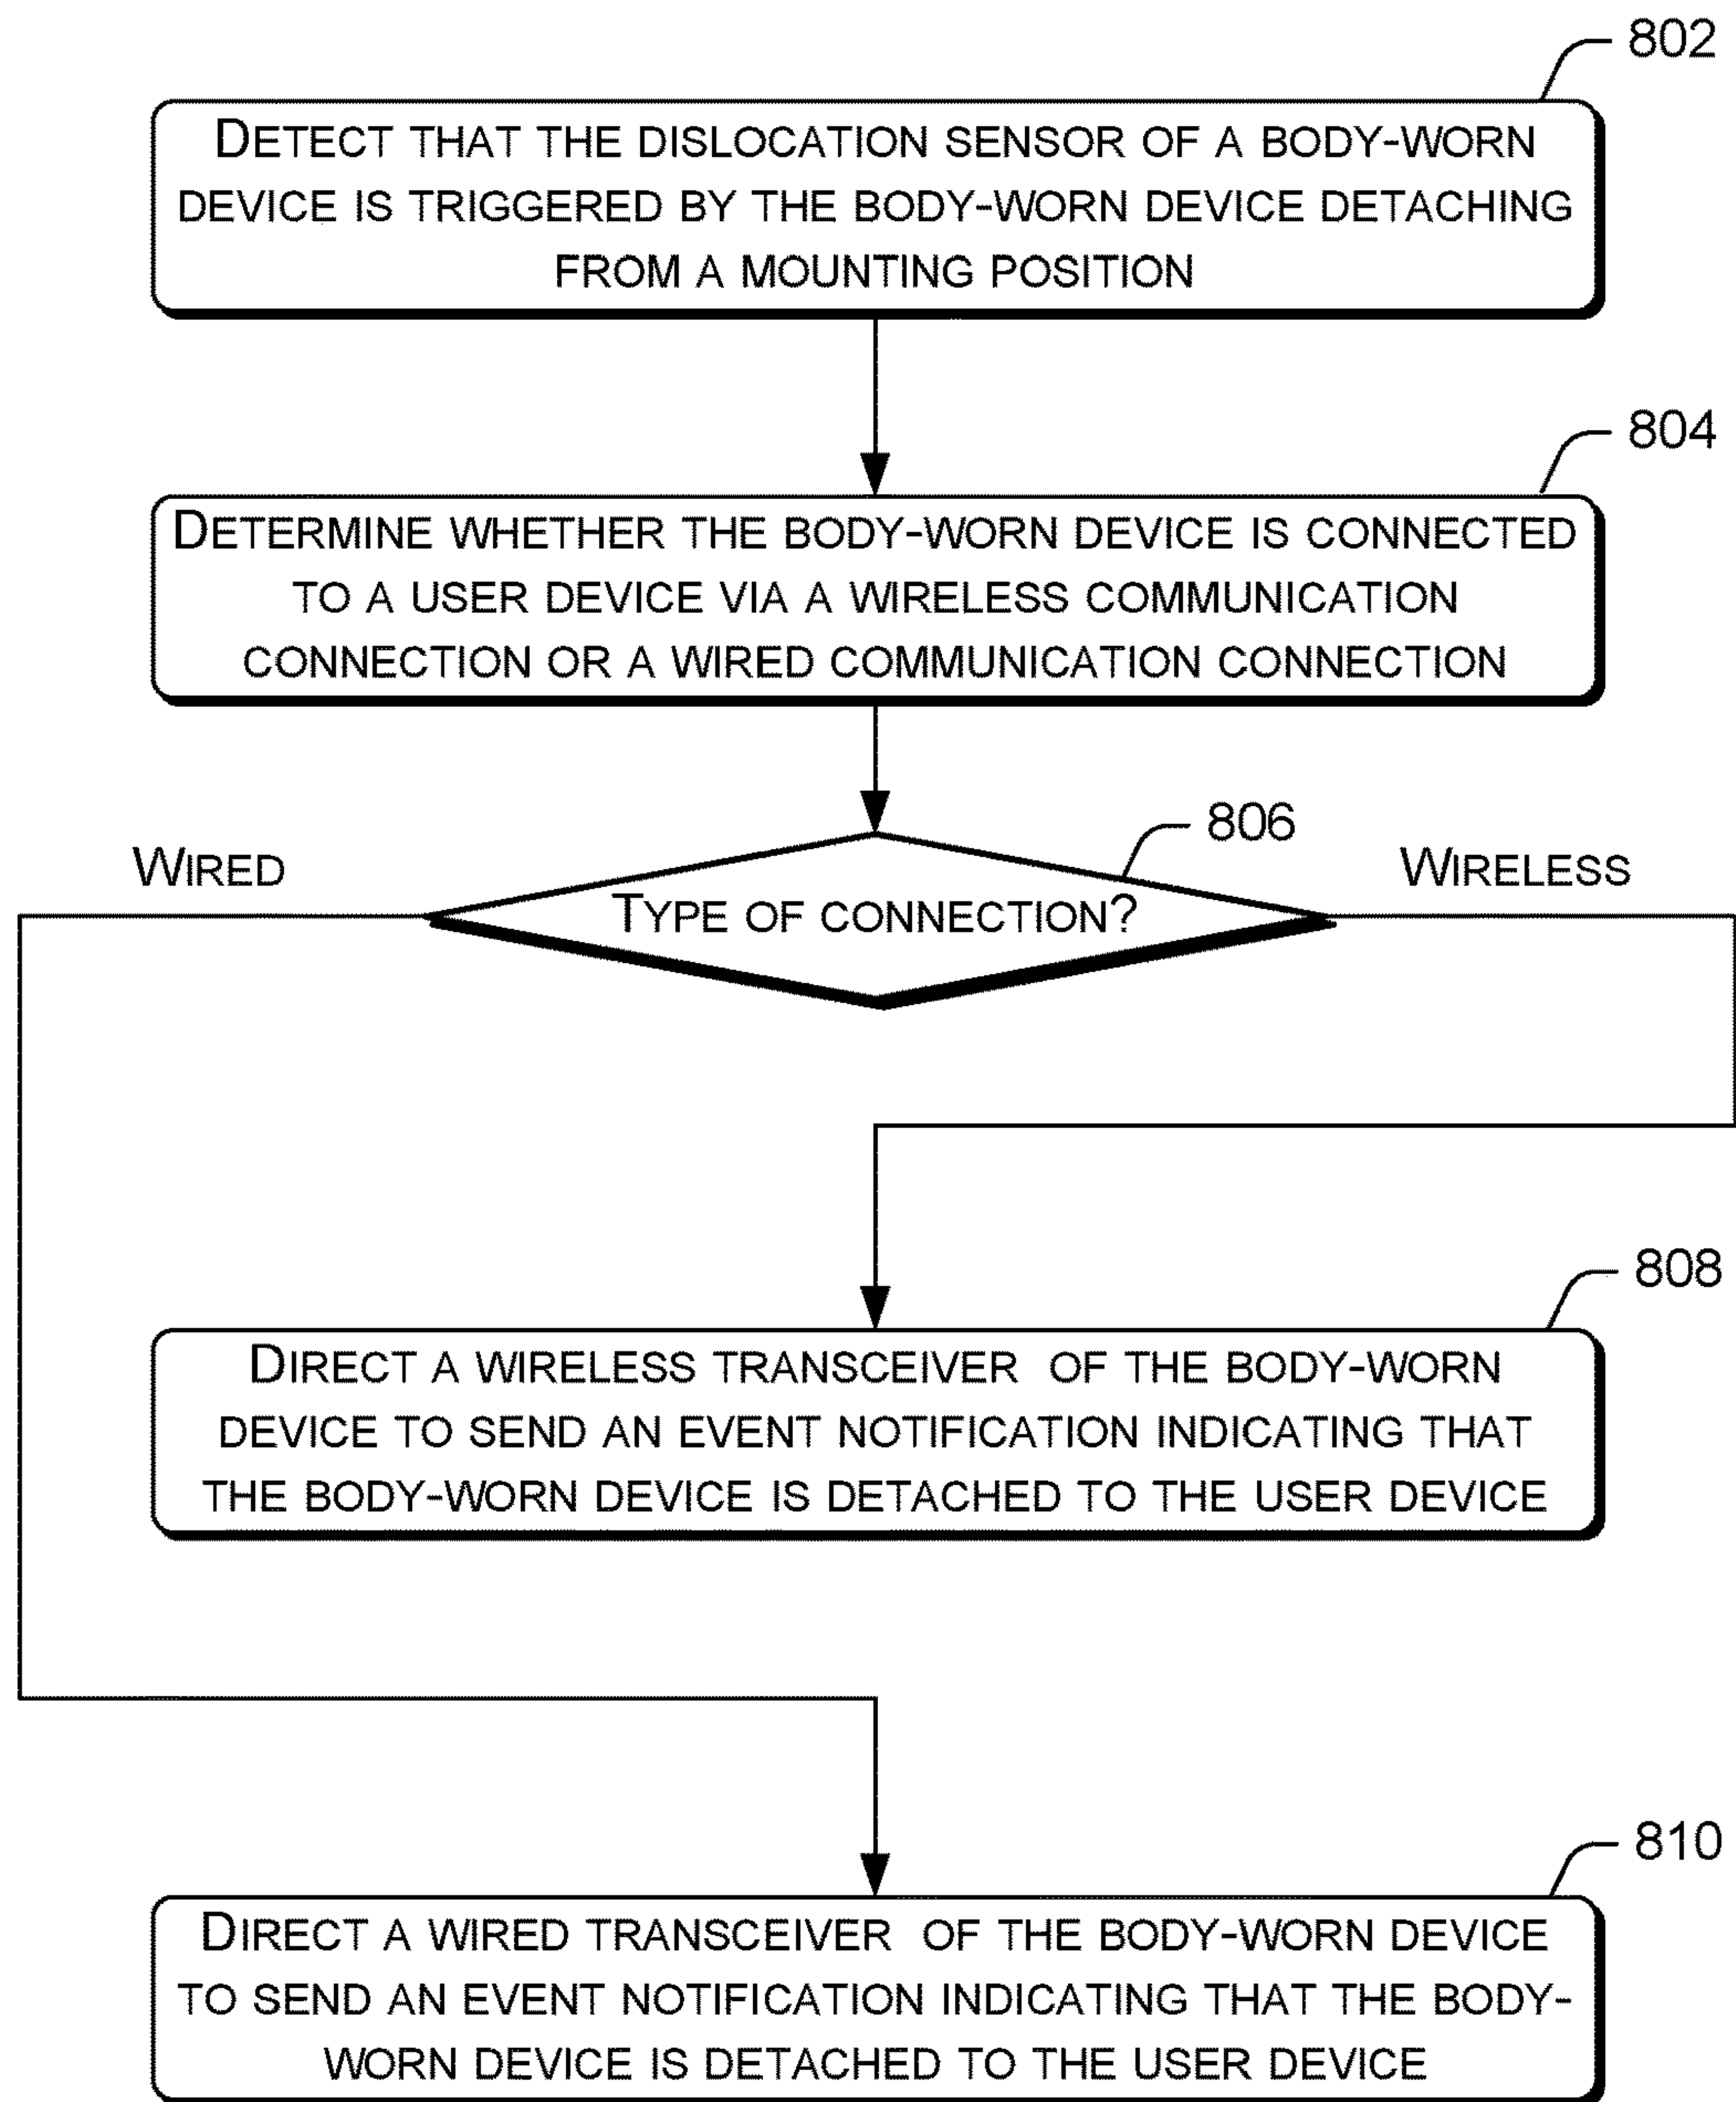 802
DETECT THAT THE DISLOCATION SENSOR OF A BODY-WORN
DEVICE IS TRIGGERED BY THE BODY-WORN DEVICE DETACHING
FROM A MOUNTING POSITION
804
DETERMINE WHETHER THE BODY-WORN DEVICE IS CONNECTED
TO A USER DEVICE VIA A WIRELESS COMMUNICATION
CONNECTION OR A WIRED COMMUNICATION CONNECTION
806
WIRED
WIRELESS
TYPE OF CONNECTION?
808
DIRECT A WIRELESS TRANSCEIVER OF THE BODY-WORN
DEVICE TO SEND AN EVENT NOTIFICATION INDICATING THAT
THE BODY-WORN DEVICE IS DETACHED TO THE USER DEVICE
810
DIRECT A WIRED TRANSCEIVER OF THE BODY-WORN DEVICE
TO SEND AN EVENT NOTIFICATION INDICATING THAT THE BODY-
WORN DEVICE IS DETACHED TO THE USER DEVICE